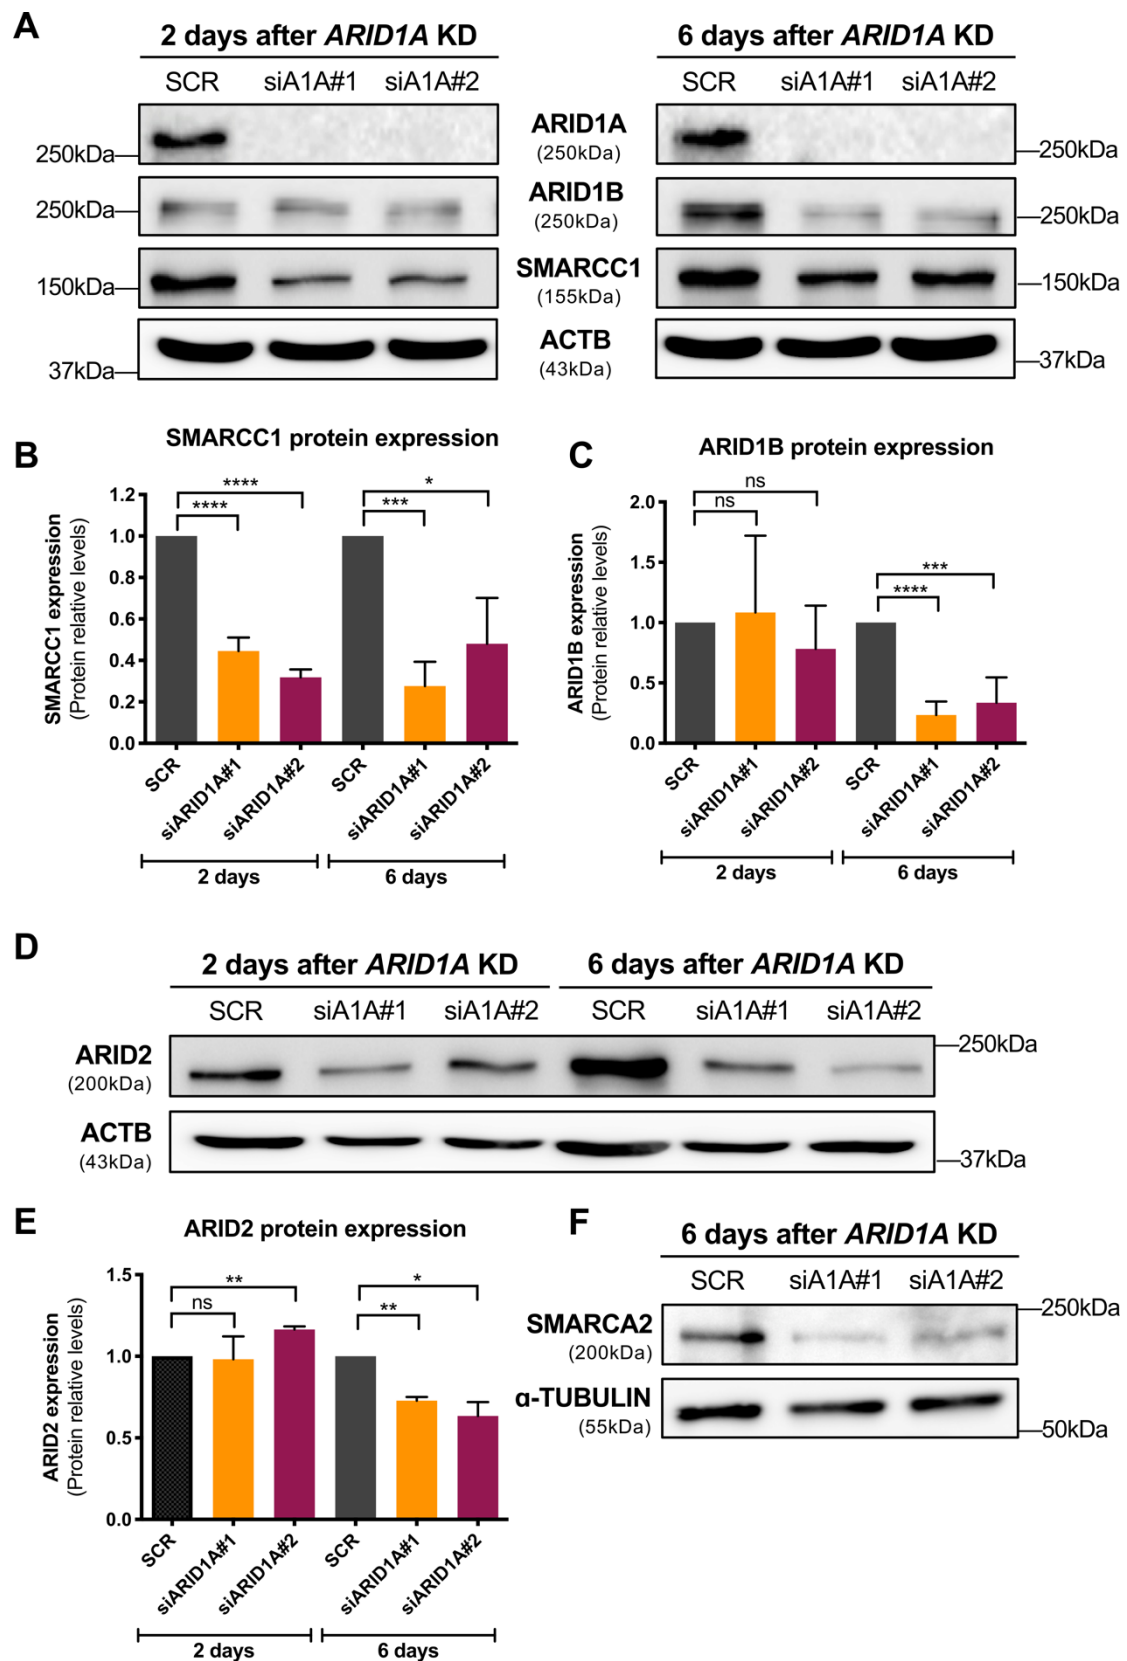 A
2 days after ARID1A KD
6 days after ARID1A KD
SCR siA1A#1 siA1A#2
SCR siA1A#1 siA1A#2
250kDa
ARID1A
(250kDa)
250kDa
250kDa
ARID1B
(250kDa)
250kDa
150kDa
SMARCC1
(155kDa)
150kDa
37kDa
ACTB
(43kDa)
37kDa
B
SMARCC1 protein expression
SMARCC1 expression
(Protein relative levels)
1.2
1.0
0.8
0.6
0.4
0.2
0.0
****
****
*
***
SCR
siARID1A#1
siARID1A#2
SCR
siARID1A#1
siARID1A#2
2 days
6 days
C
ARID1B protein expression
ARID1B expression
(Protein relative levels)
2.0
1.5
1.0
0.5
0.0
ns
ns
***
****
SCR
siARID1A#1
siARID1A#2
SCR
siARID1A#1
siARID1A#2
2 days
6 days
D
2 days after ARID1A KD
6 days after ARID1A KD
SCR siA1A#1 siA1A#2 SCR siA1A#1 siA1A#2
ARID2
(200kDa)
250kDa
ACTB
(43kDa)
37kDa
E
ARID2 protein expression
ARID2 expression
(Protein relative levels)
1.5
1.0
0.5
0.0
**
ns
*
**
SCR
siARID1A#1
siARID1A#2
SCR
siARID1A#1
siARID1A#2
2 days
6 days
F
6 days after ARID1A KD
SCR siA1A#1 siA1A#2
SMARCA2
(200kDa)
250kDa
α-TUBULIN
(55kDa)
50kDa